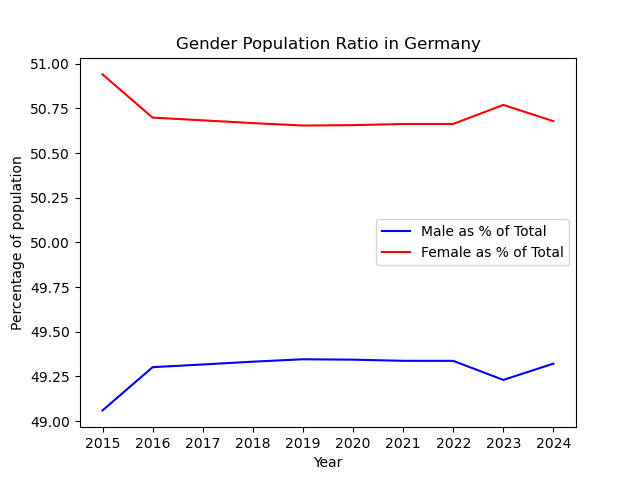 Gender Population Ratio in Germany
51.00
50.75
50.50
50.25
50.00
49.75
49.50
49.25
49.00
Percentage of population
Male as % of Total
Female as % of Total
2015 2016 2017 2018 2019 2020 2021 2022 2023 2024
Year